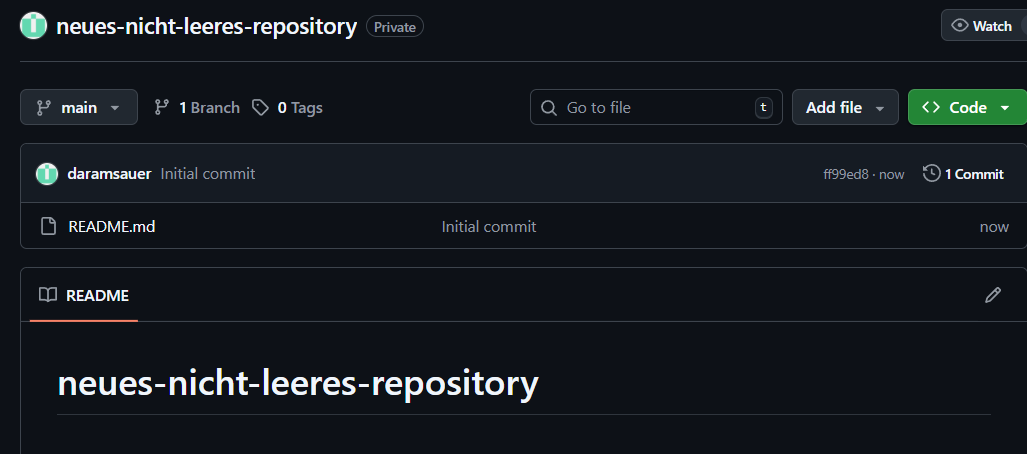 neues-nicht-leeres-repository Private Watch
main 1 Branch 0 Tags Go to file t Add file Code
daramsauer Initial commit ff99ed8 · now 1 Commit
README.md Initial commit now
README
neues-nicht-leeres-repository